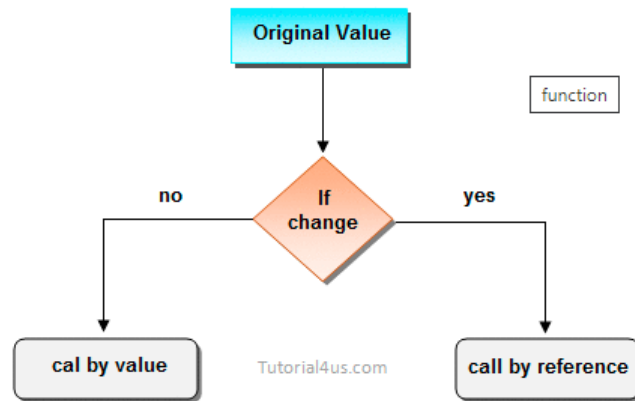 Original Value
function
no
If
change
yes
cal by value
Tutorial4us.com
call by reference